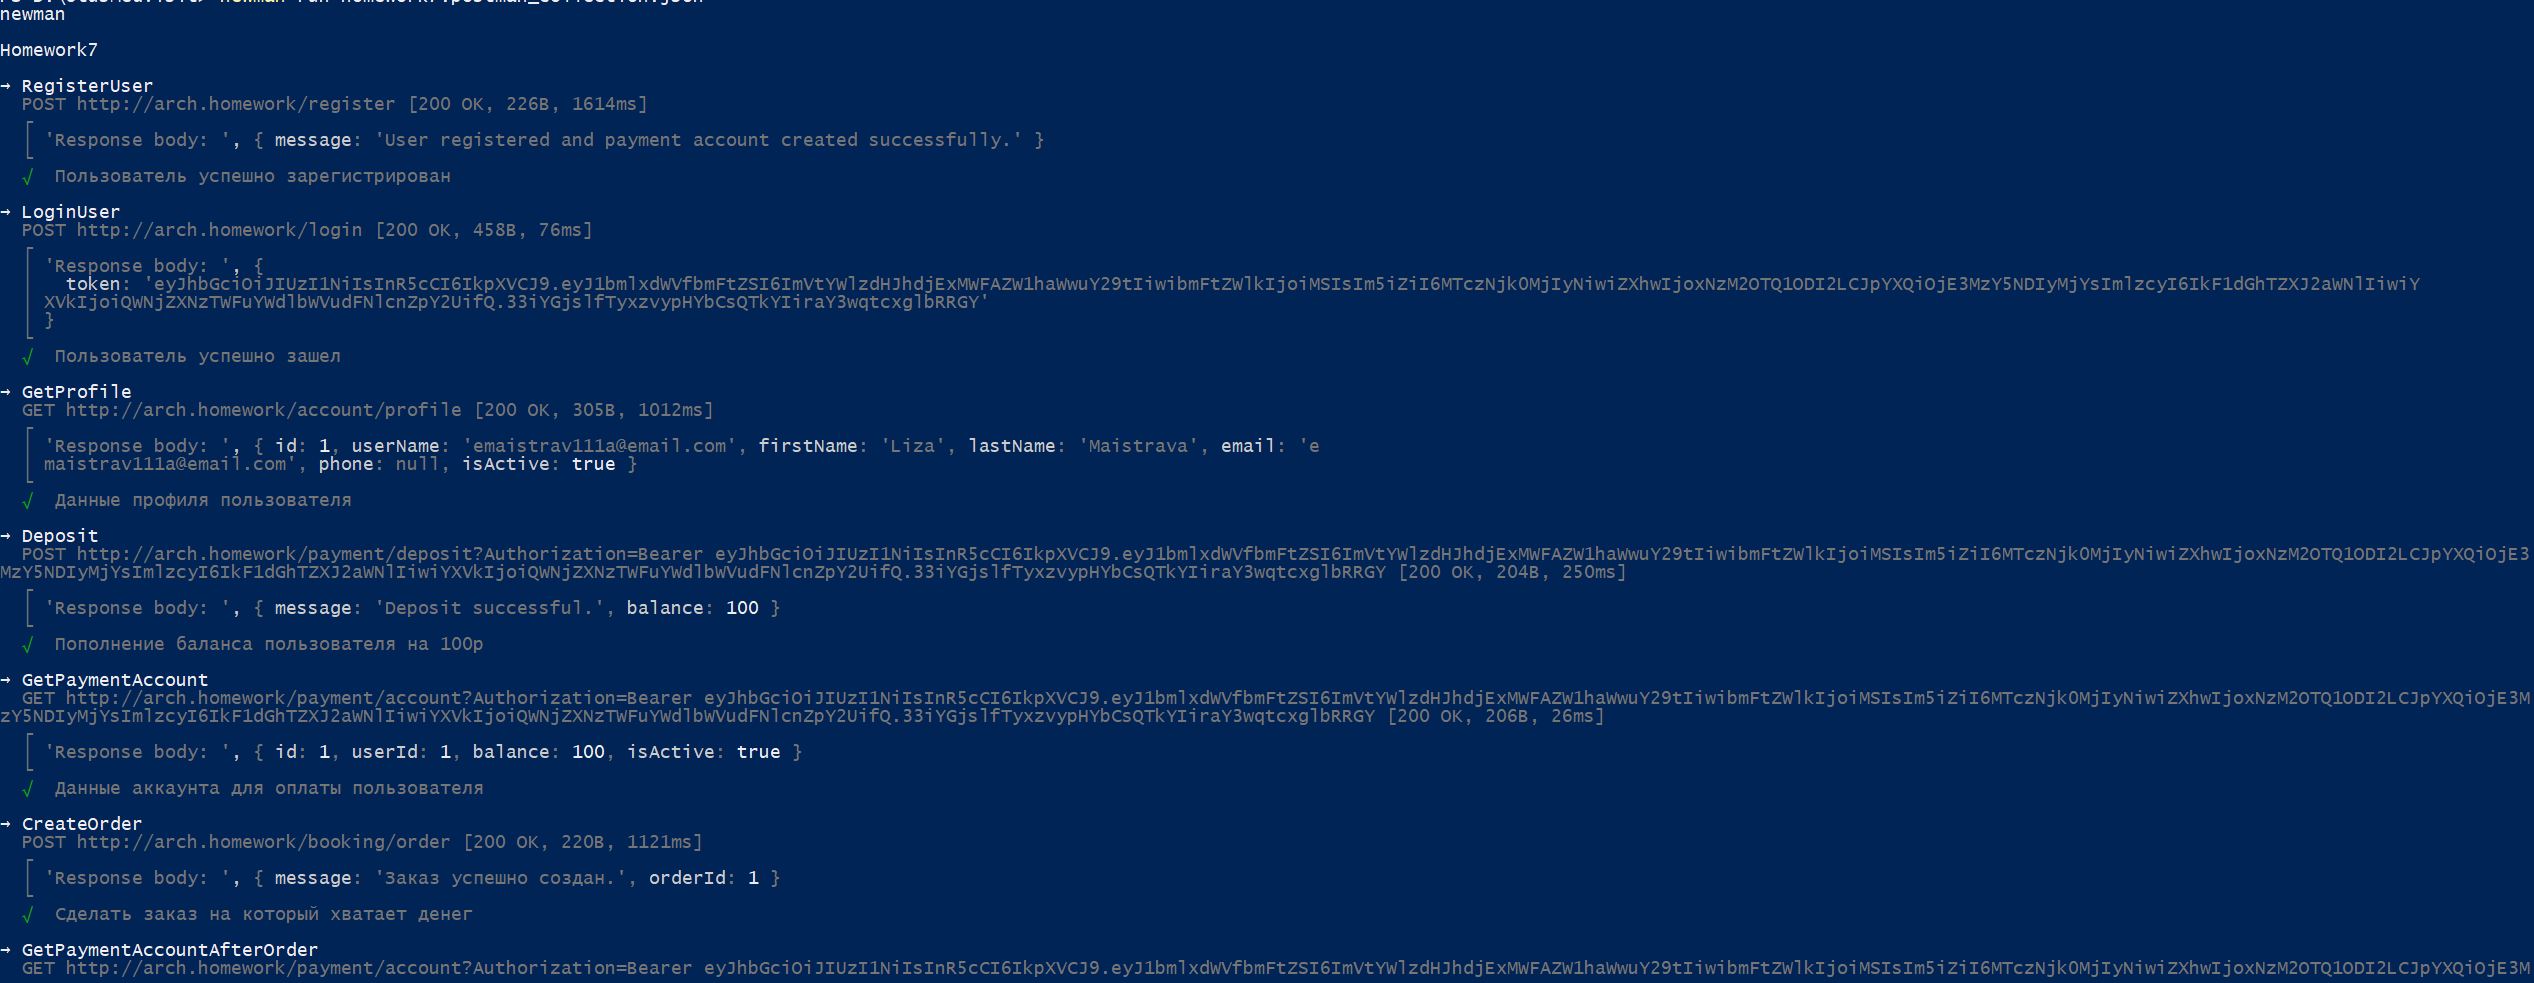 newman

Homework7

→ RegisterUser
  POST http://arch.homework/register [200 OK, 226B, 1614ms]
  'Response body: ', { message: 'User registered and payment account created successfully.' }
  √  Пользователь успешно зарегистрирован

→ LoginUser
  POST http://arch.homework/login [200 OK, 458B, 76ms]
  'Response body: ', {
    token: 'eyJhbGciOiJIUzI1NiIsInR5cCI6IkpXVCJ9.eyJ1bmlxdWVfbmFtZSI6ImVtYWlzdHJhdjExMWFAZW1haWwuY29tIiwibmFtZWlkIjoiMSIsIm5iZiI6MTczNjk0MjIyNiwiZXhwIjoxNzM2OTQ1ODI2LCJpYXQiOjE3MzY5NDIyMjYsImlzcyI6IkF1dGhTZXJ2aWNlIiwiY
  XVkIjoiQWNjZXNzTWFuYWdlbWVudFNlcnZpY2UifQ.33iYGjslfTyxzvypHYbCsQTkYIiraY3wqtcxglbRRGY'
  }
  √  Пользователь успешно зашел

→ GetProfile
  GET http://arch.homework/account/profile [200 OK, 305B, 1012ms]
  'Response body: ', { id: 1, userName: 'emaistrav111a@email.com', firstName: 'Liza', lastName: 'Maistrava', email: 'e
  maistrav111a@email.com', phone: null, isActive: true }
  √  Данные профиля пользователя

→ Deposit
  POST http://arch.homework/payment/deposit?Authorization=Bearer eyJhbGciOiJIUzI1NiIsInR5cCI6IkpXVCJ9.eyJ1bmlxdWVfbmFtZSI6ImVtYWlzdHJhdjExMWFAZW1haWwuY29tIiwibmFtZWlkIjoiMSIsIm5iZiI6MTczNjk0MjIyNiwiZXhwIjoxNzM2OTQ1ODI2LCJpYXQiOjE3
MzY5NDIyMjYsImlzcyI6IkF1dGhTZXJ2aWNlIiwiYXVkIjoiQWNjZXNzTWFuYWdlbWVudFNlcnZpY2UifQ.33iYGjslfTyxzvypHYbCsQTkYIiraY3wqtcxglbRRGY [200 OK, 204B, 250ms]
  'Response body: ', { message: 'Deposit successful.', balance: 100 }
  √  Пополнение баланса пользователя на 100р

→ GetPaymentAccount
  GET http://arch.homework/payment/account?Authorization=Bearer eyJhbGciOiJIUzI1NiIsInR5cCI6IkpXVCJ9.eyJ1bmlxdWVfbmFtZSI6ImVtYWlzdHJhdjExMWFAZW1haWwuY29tIiwibmFtZWlkIjoiMSIsIm5iZiI6MTczNjk0MjIyNiwiZXhwIjoxNzM2OTQ1ODI2LCJpYXQiOjE3M
zY5NDIyMjYsImlzcyI6IkF1dGhTZXJ2aWNlIiwiYXVkIjoiQWNjZXNzTWFuYWdlbWVudFNlcnZpY2UifQ.33iYGjslfTyxzvypHYbCsQTkYIiraY3wqtcxglbRRGY [200 OK, 206B, 26ms]
  'Response body: ', { id: 1, userId: 1, balance: 100, isActive: true }
  √  Данные аккаунта для оплаты пользователя

→ CreateOrder
  POST http://arch.homework/booking/order [200 OK, 220B, 1121ms]
  'Response body: ', { message: 'Заказ успешно создан.', orderId: 1 }
  √  Сделать заказ на который хватает денег

→ GetPaymentAccountAfterOrder
  GET http://arch.homework/payment/account?Authorization=Bearer eyJhbGciOiJIUzI1NiIsInR5cCI6IkpXVCJ9.eyJ1bmlxdWVfbmFtZSI6ImVtYWlzdHJhdjExMWFAZW1haWwuY29tIiwibmFtZWlkIjoiMSIsIm5iZiI6MTczNjk0MjIyNiwiZXhwIjoxNzM2OTQ1ODI2LCJpYXQiOjE3M